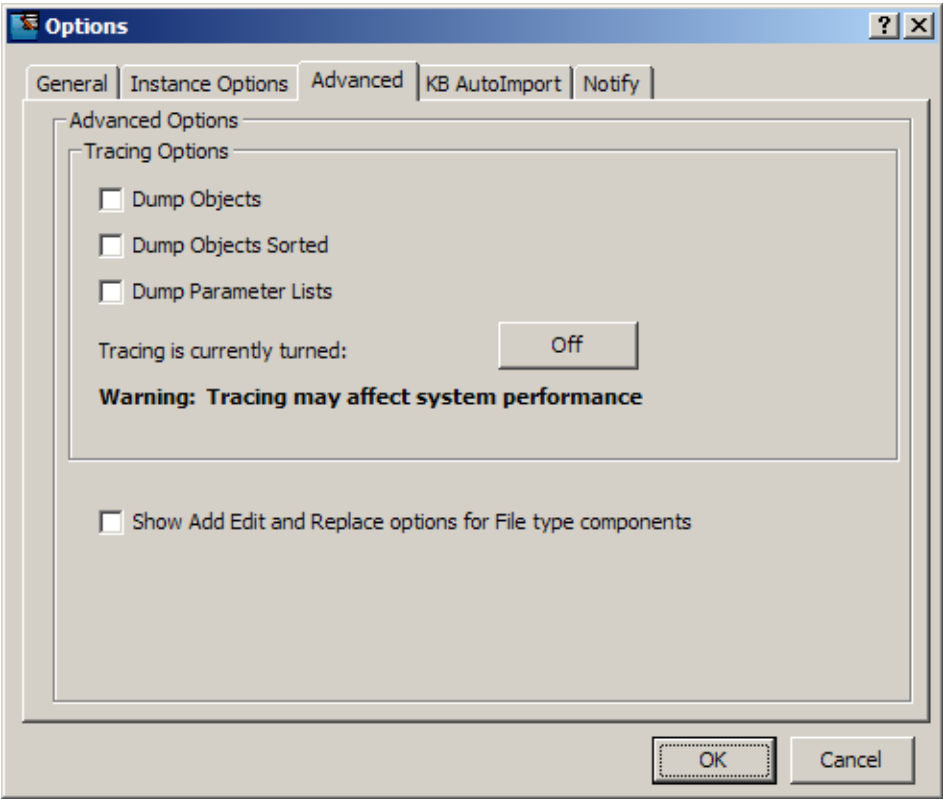 Options
General Instance Options Advanced KB AutoImport Notify
Advanced Options
Tracing Options
Dump Objects
Dump Objects Sorted
Dump Parameter Lists
Tracing is currently turned: Off
Warning: Tracing may affect system performance
Show Add Edit and Replace options for File type components
OK Cancel